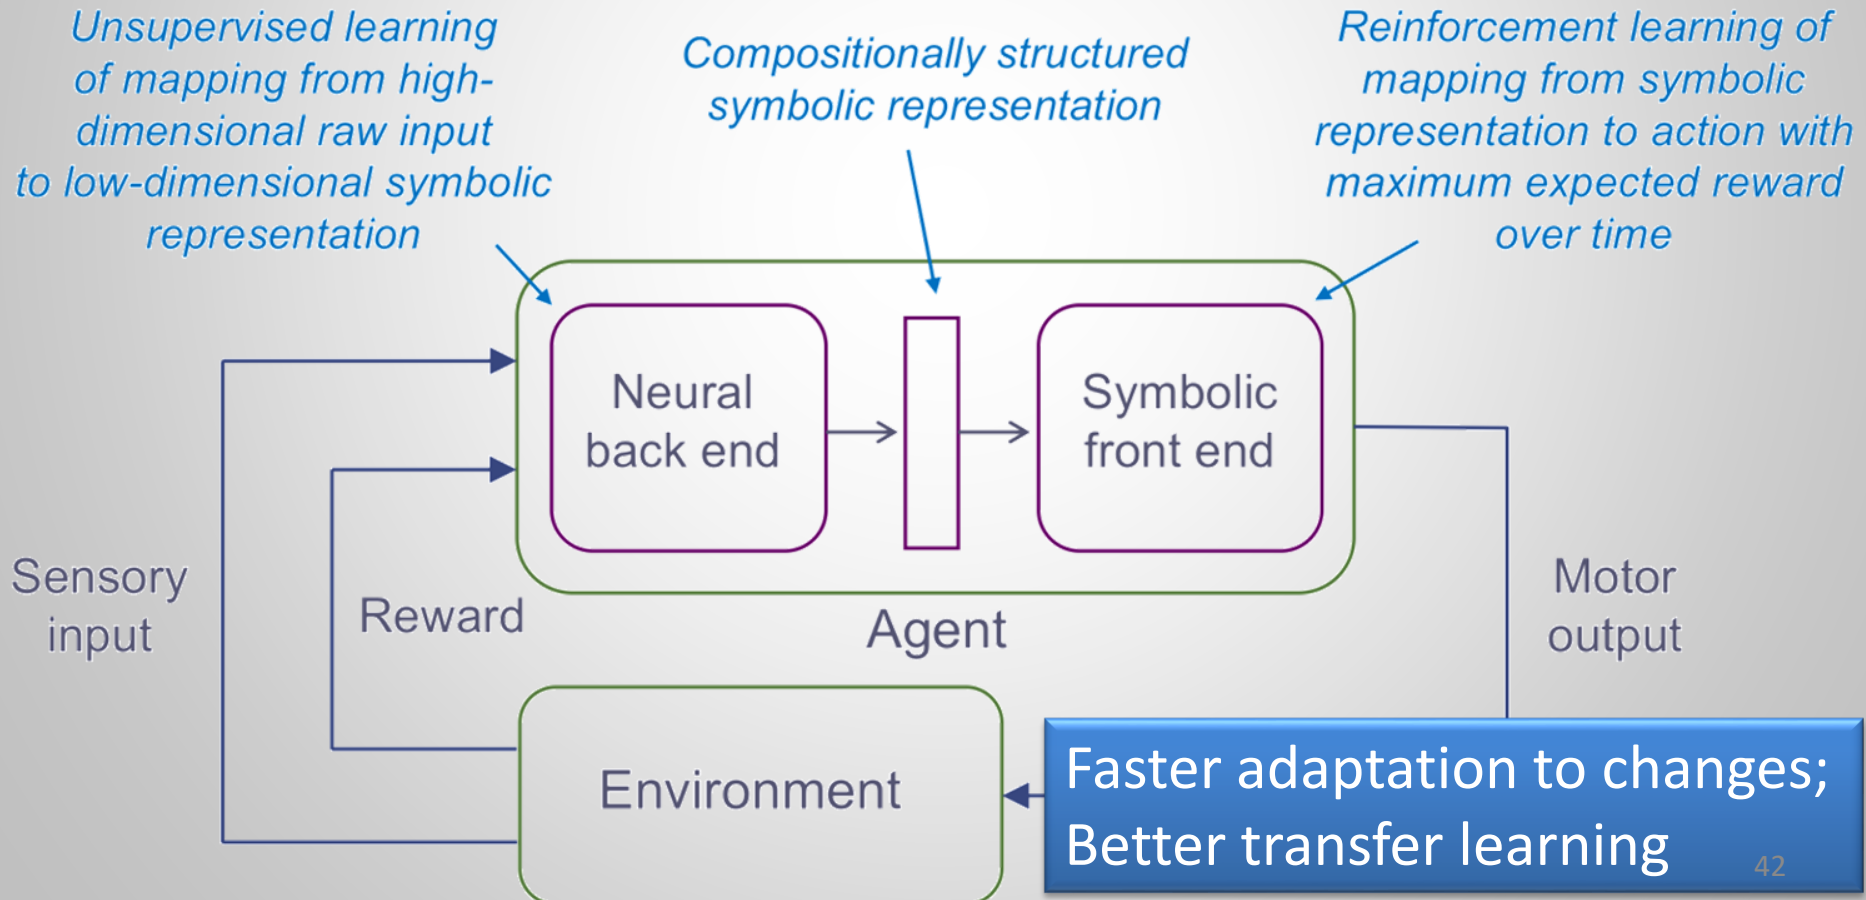 Unsupervised learning
of mapping from high-
dimensional raw input
to low-dimensional symbolic
representation
Compositionally structured
symbolic representation
Reinforcement learning of
mapping from symbolic
representation to action with
maximum expected reward
over time
Neural
back end
Symbolic
front end
Sensory
input
Reward
Agent
Motor
output
Environment
Faster adaptation to changes;
Better transfer learning
42